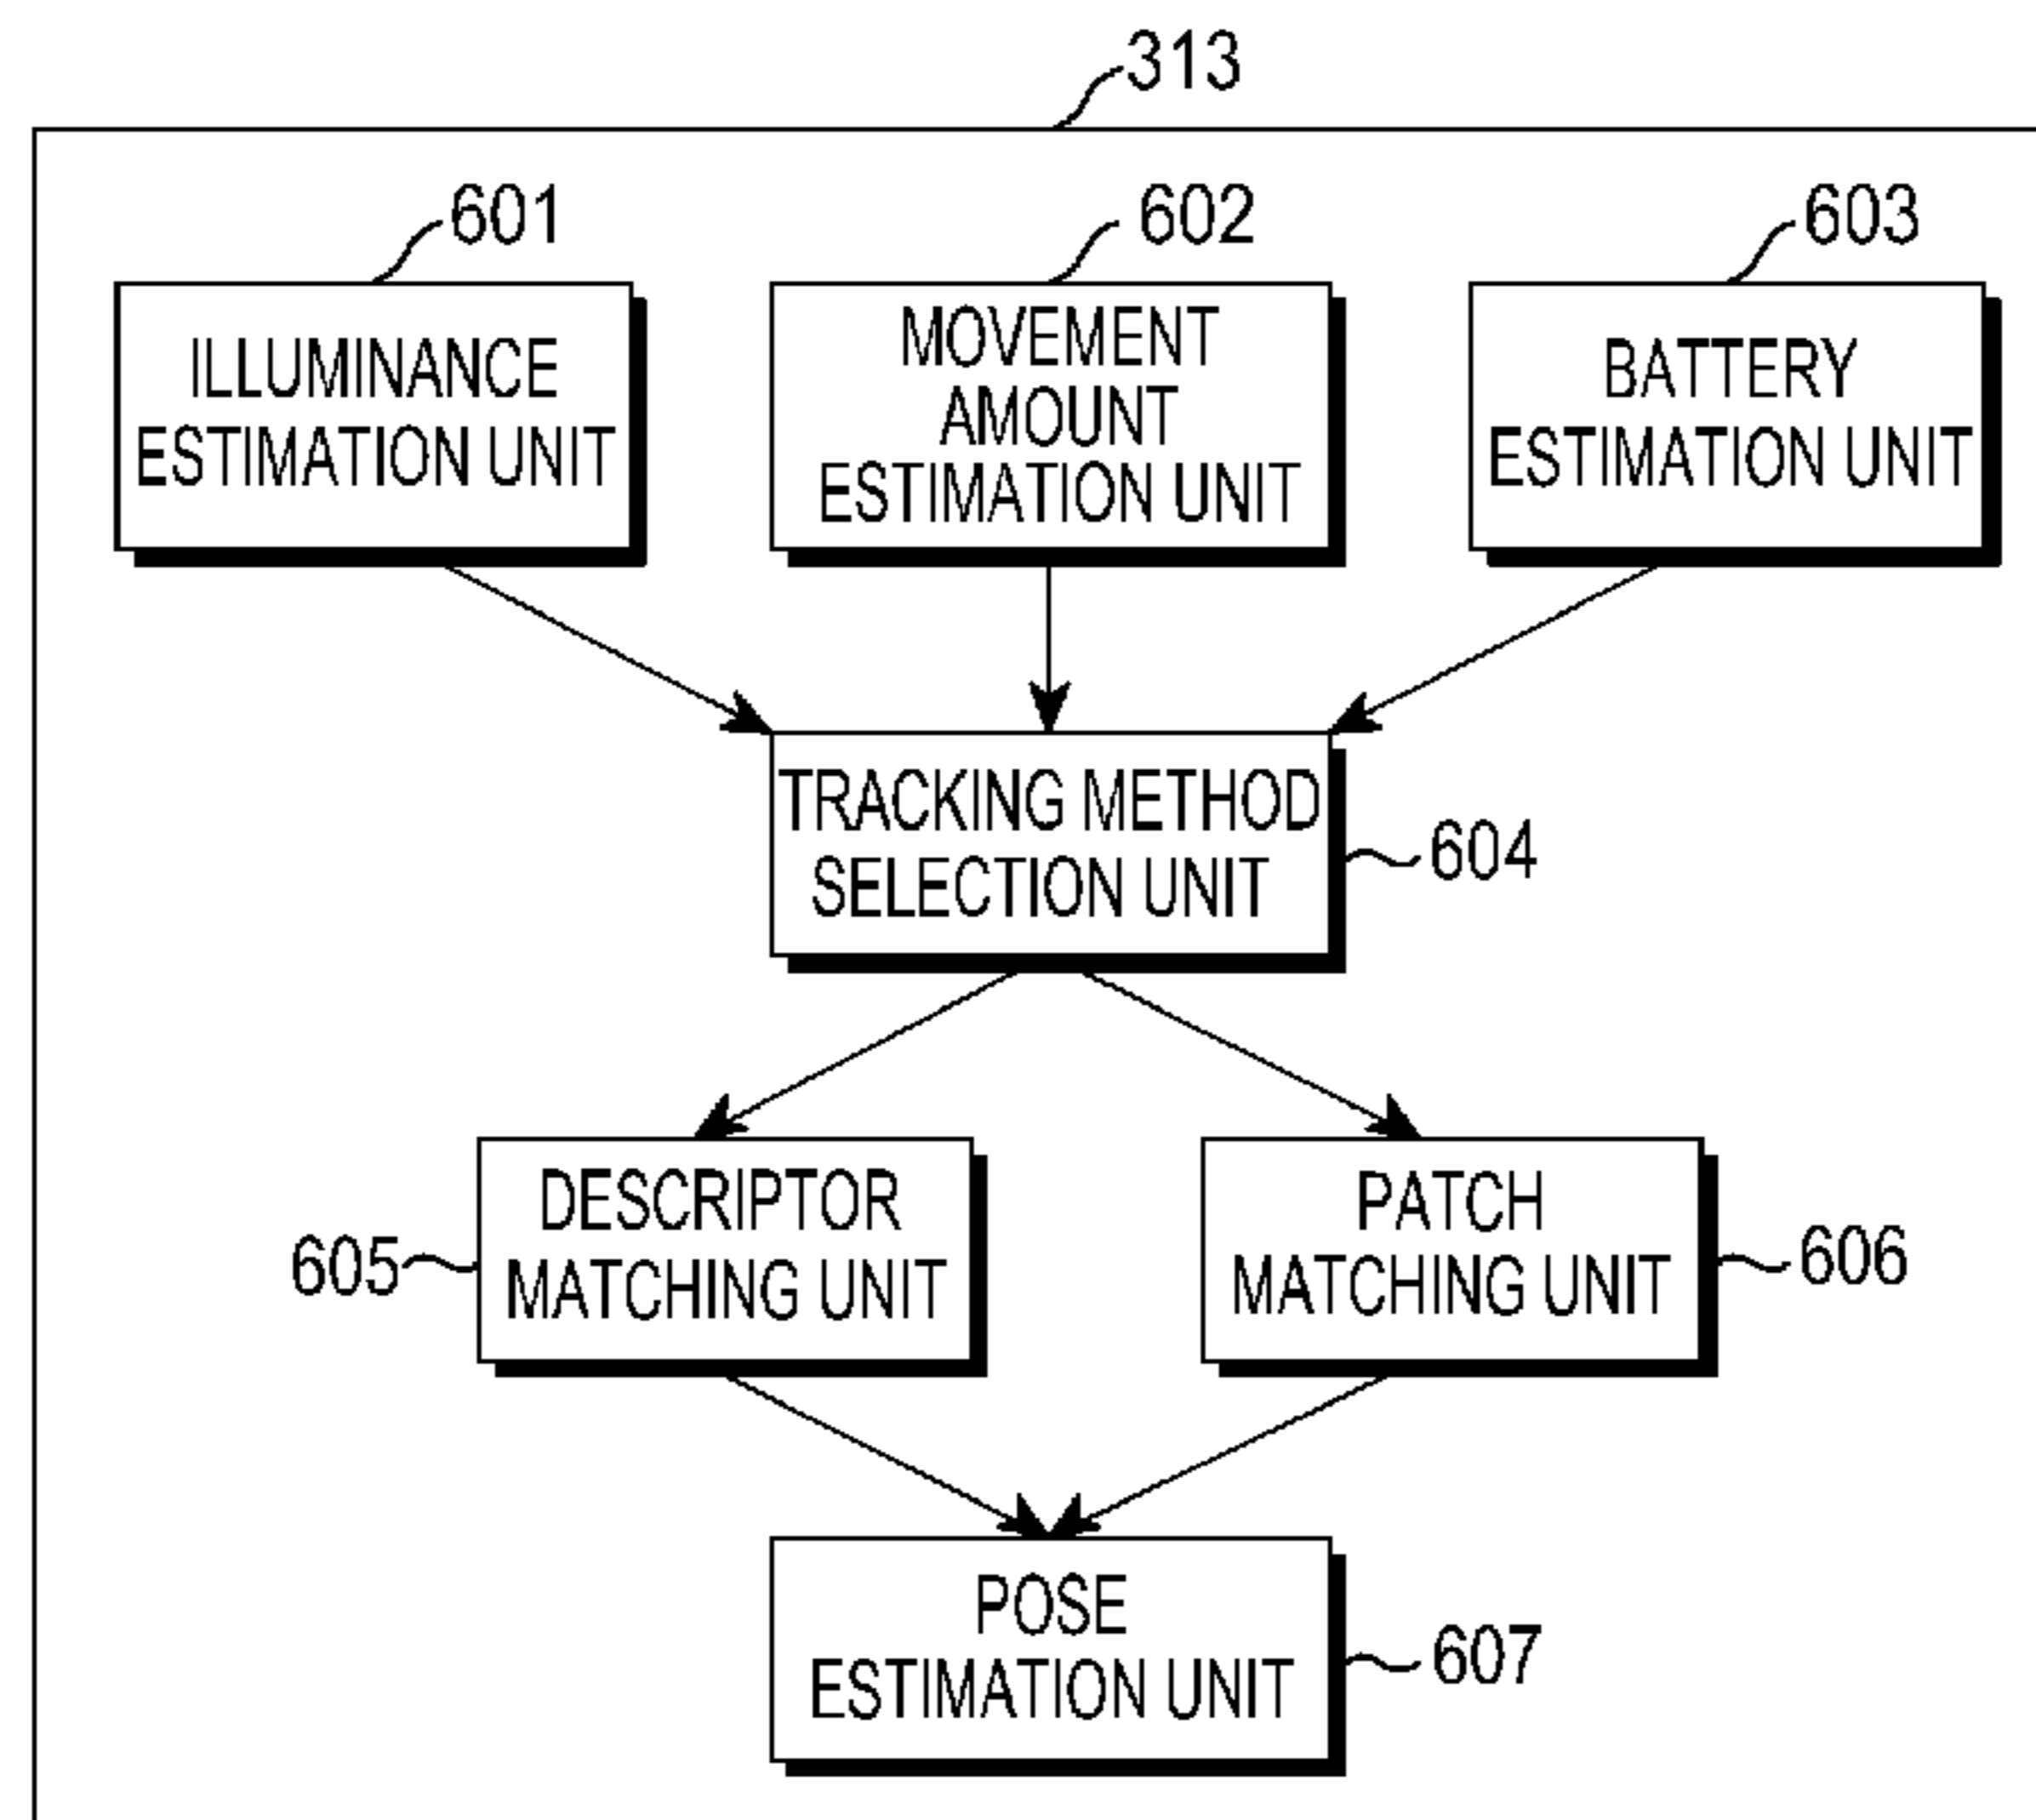 313
601
602
603
ILLUMINANCE
ESTIMATION UNIT
MOVEMENT
AMOUNT
ESTIMATION UNIT
BATTERY
ESTIMATION UNIT
TRACKING METHOD
SELECTION UNIT
604
DESCRIPTOR
MATCHING UNIT
605
PATCH
MATCHING UNIT
606
POSE
ESTIMATION UNIT
607